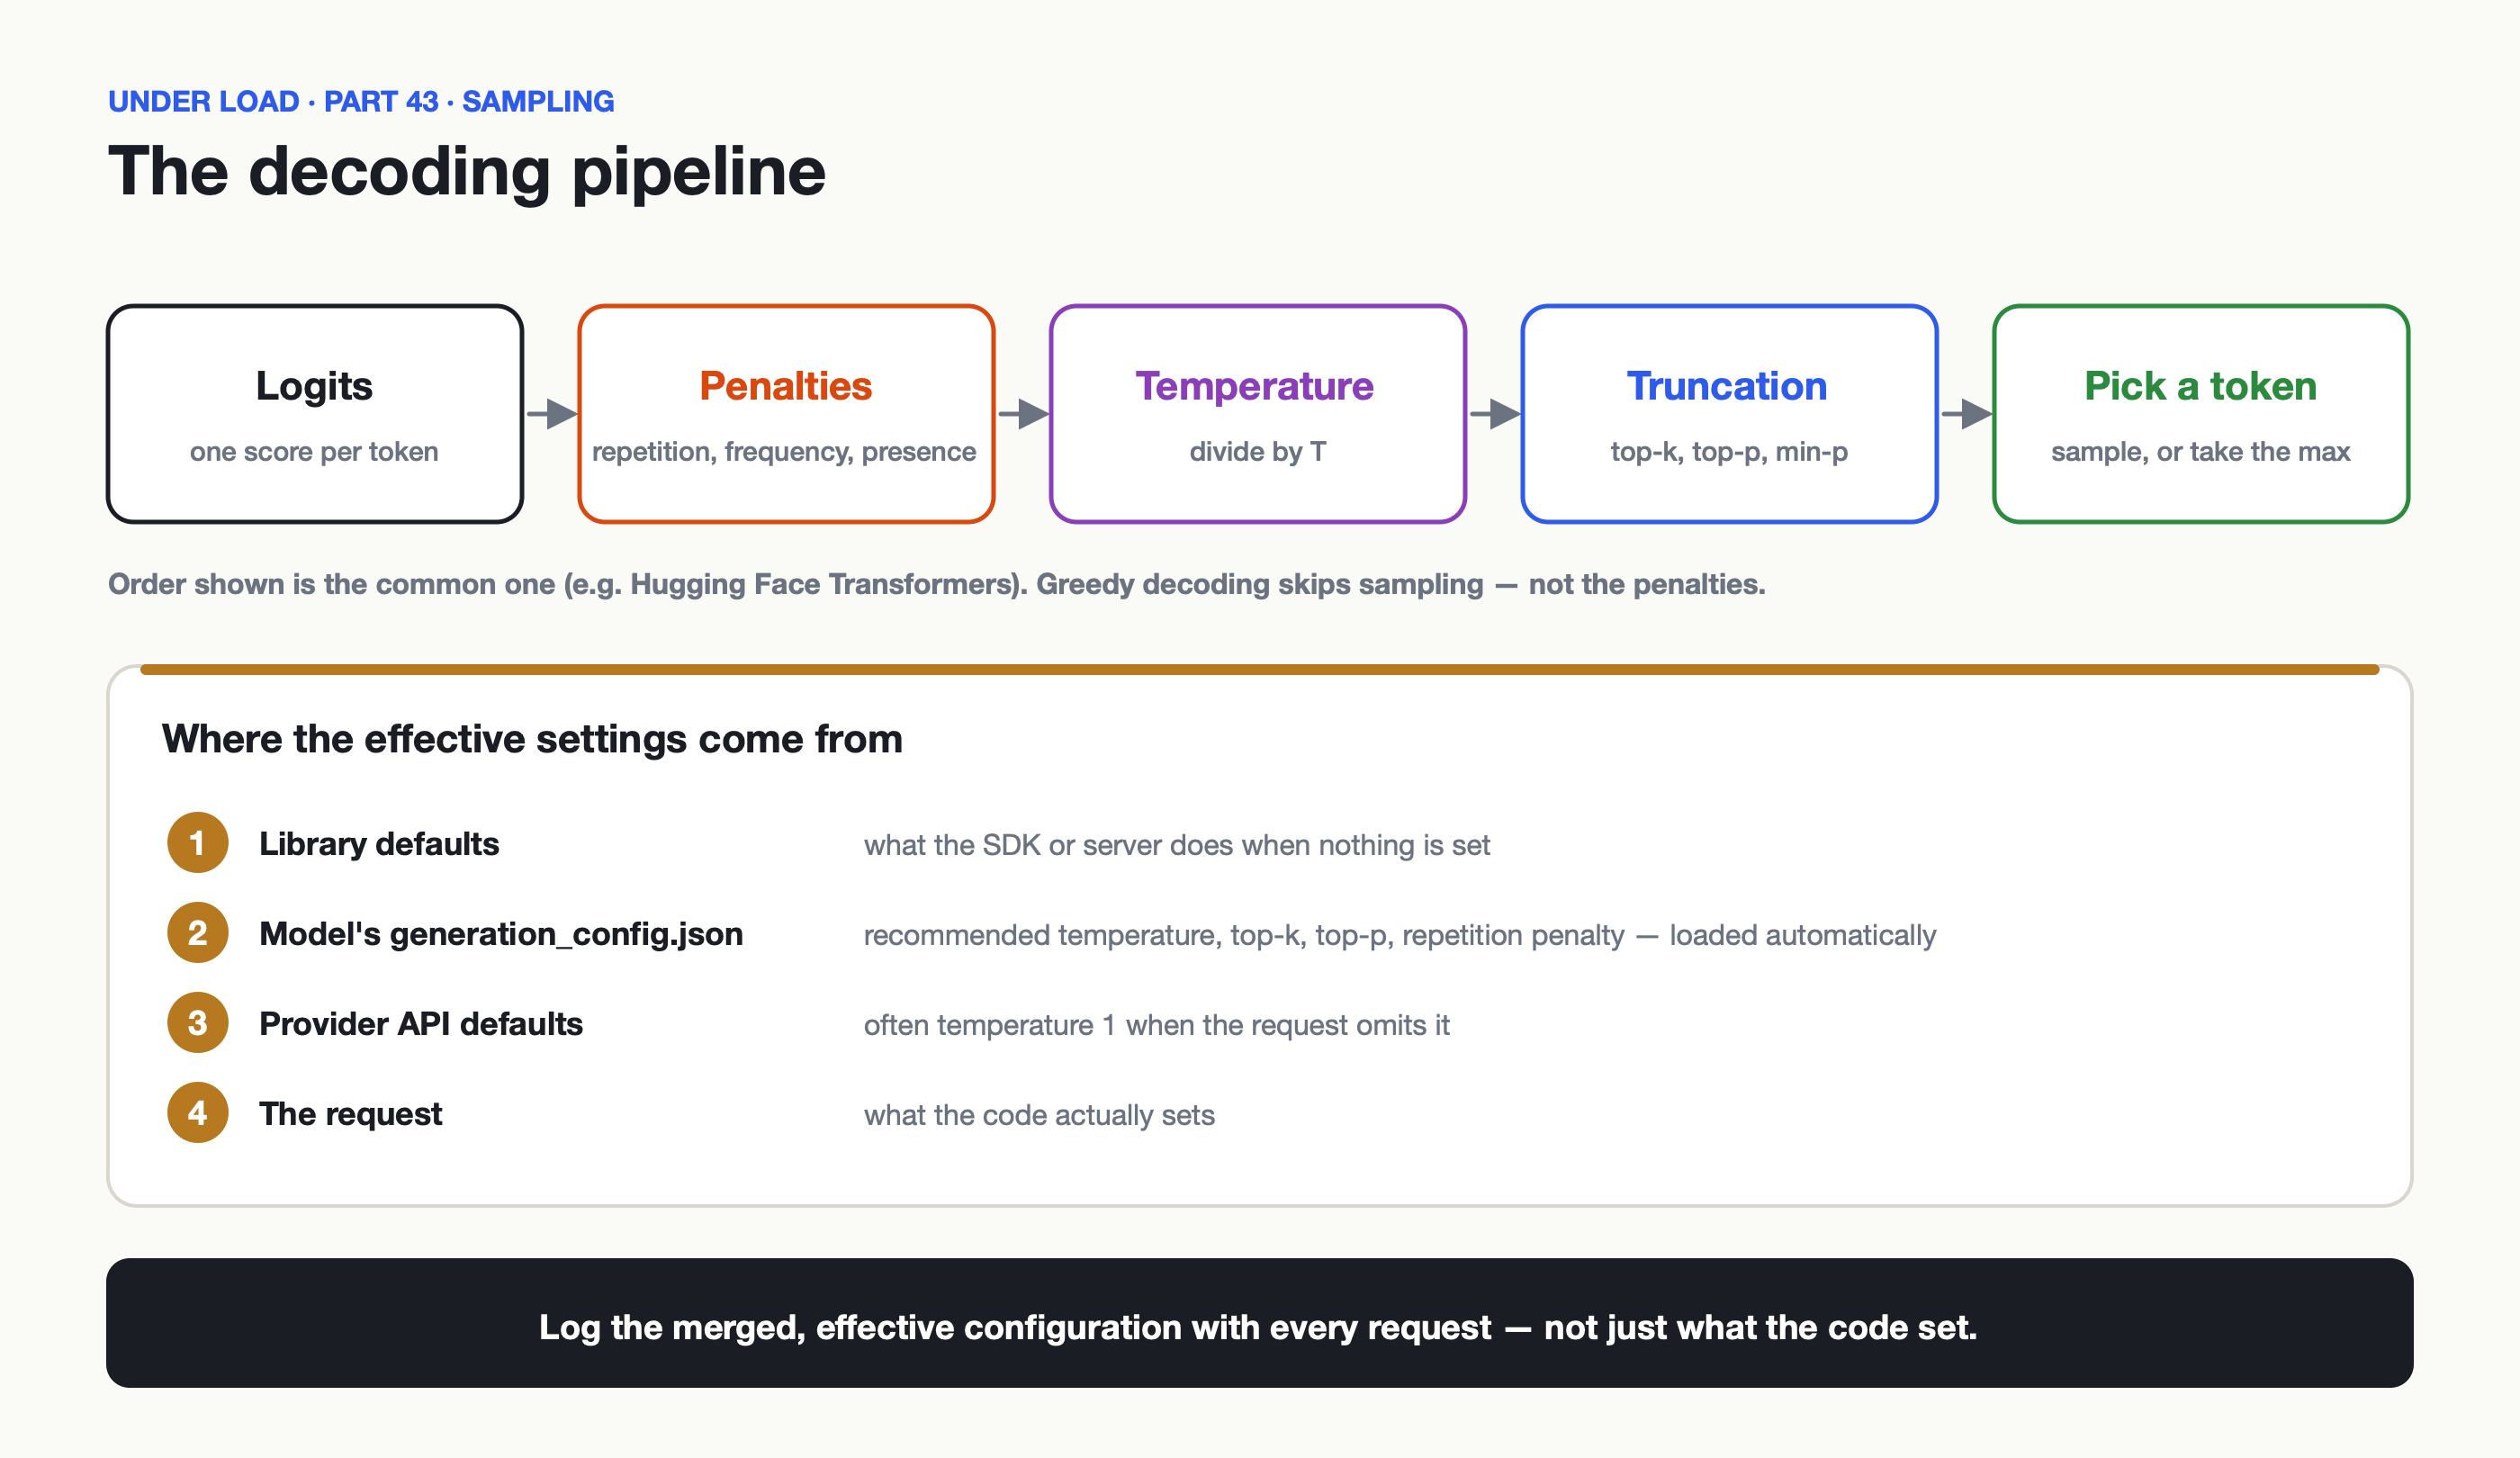 UNDER LOAD · PART 43 · SAMPLING
The decoding pipeline
Logits
one score per token
Penalties
repetition, frequency, presence
Temperature
divide by T
Truncation
top-k, top-p, min-p
Pick a token
sample, or take the max
Order shown is the common one (e.g. Hugging Face Transformers). Greedy decoding skips sampling — not the penalties.
Where the effective settings come from
1 Library defaults what the SDK or server does when nothing is set
2 Model's generation_config.json recommended temperature, top-k, top-p, repetition penalty — loaded automatically
3 Provider API defaults often temperature 1 when the request omits it
4 The request what the code actually sets
Log the merged, effective configuration with every request — not just what the code set.